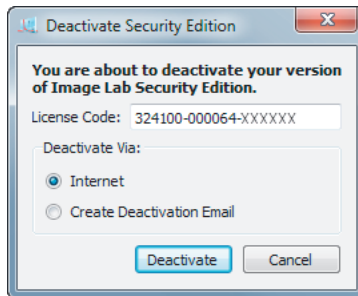 Deactivate Security Edition
You are about to deactivate your version
of Image Lab Security Edition.
License Code: 324100-000064-XXXXXX
Deactivate Via:
Internet
Create Deactivation Email
Deactivate Cancel